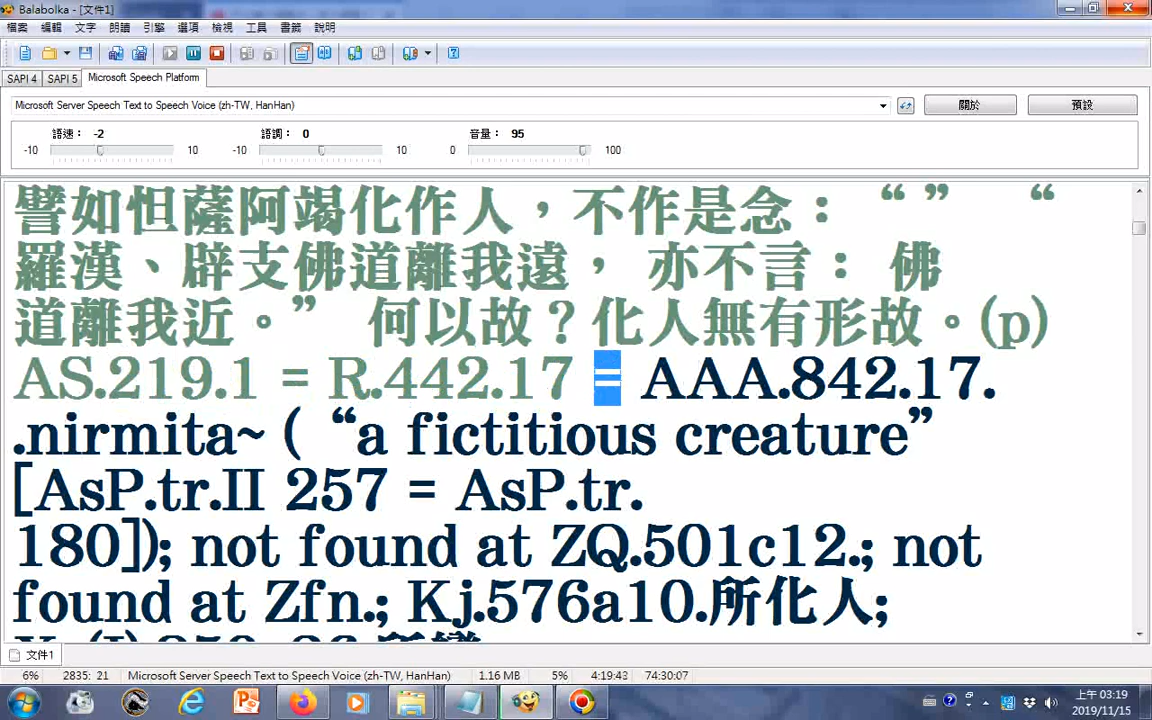 Balabolka - [文件1]
檔案 編輯 文字 朗讀 引擎 選項 檢視 工具 書籤 說明
SAPI 4 SAPI 5 Microsoft Speech Platform
Microsoft Server Speech Text to Speech Voice (zh-TW, HanHan) 關於 預設
語速： -2 語調： 0 音量： 95
-10 10 -10 10 0 100
譬如怛薩阿竭化作人，不作是念：“ ” “
羅漢、辟支佛道離我遠， 亦不言： 佛
道離我近。” 何以故？化人無有形故。(p)
AS.219.1 = R.442.17 = AAA.842.17.
.nirmita~ (“a fictitious creature”
[AsP.tr.II 257 = AsP.tr.
180]); not found at ZQ.501c12.; not
found at Zfn.; Kj.576a10.所化人;
文件1
6% 2835: 21 Microsoft Server Speech Text to Speech Voice (zh-TW, HanHan) 1.16 MB 5% 4:19:43 74:30:07
上午 03:19
2019/11/15